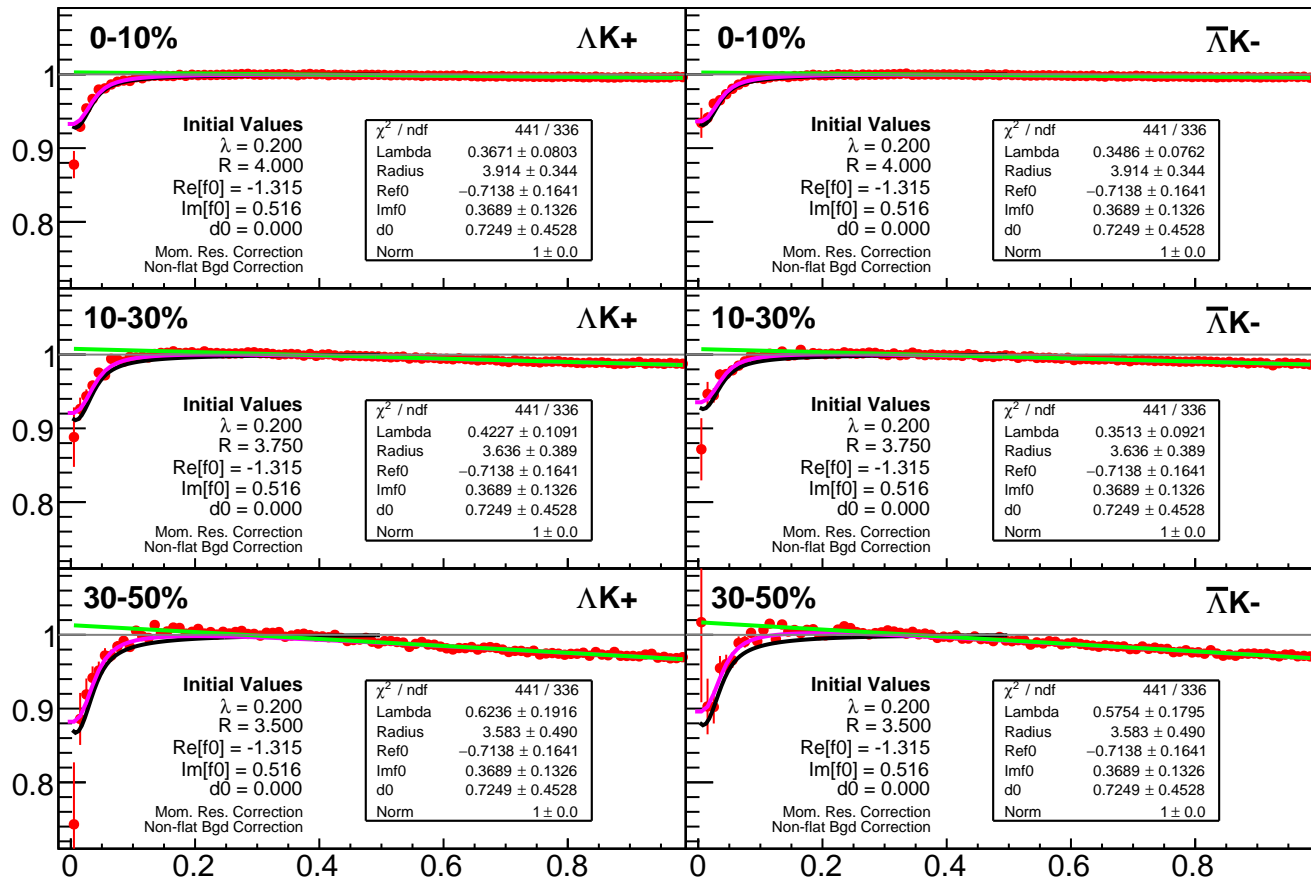 0-10% ΛK+
1
0.9
0.8
Initial Values
λ = 0.200
R = 4.000
Re[f0] = -1.315
Im[f0] = 0.516
d0 = 0.000
Mom. Res. Correction
Non-flat Bgd Correction
χ² / ndf 441 / 336
Lambda 0.3671 ± 0.0803
Radius 3.914 ± 0.344
Ref0 −0.7138 ± 0.1641
Imf0 0.3689 ± 0.1326
d0 0.7249 ± 0.4528
Norm 1 ± 0.0
0-10% Λ̅K-
Initial Values
λ = 0.200
R = 4.000
Re[f0] = -1.315
Im[f0] = 0.516
d0 = 0.000
Mom. Res. Correction
Non-flat Bgd Correction
χ² / ndf 441 / 336
Lambda 0.3486 ± 0.0762
Radius 3.914 ± 0.344
Ref0 −0.7138 ± 0.1641
Imf0 0.3689 ± 0.1326
d0 0.7249 ± 0.4528
Norm 1 ± 0.0
10-30% ΛK+
1
0.9
0.8
Initial Values
λ = 0.200
R = 3.750
Re[f0] = -1.315
Im[f0] = 0.516
d0 = 0.000
Mom. Res. Correction
Non-flat Bgd Correction
χ² / ndf 441 / 336
Lambda 0.4227 ± 0.1091
Radius 3.636 ± 0.389
Ref0 −0.7138 ± 0.1641
Imf0 0.3689 ± 0.1326
d0 0.7249 ± 0.4528
Norm 1 ± 0.0
10-30% Λ̅K-
Initial Values
λ = 0.200
R = 3.750
Re[f0] = -1.315
Im[f0] = 0.516
d0 = 0.000
Mom. Res. Correction
Non-flat Bgd Correction
χ² / ndf 441 / 336
Lambda 0.3513 ± 0.0921
Radius 3.636 ± 0.389
Ref0 −0.7138 ± 0.1641
Imf0 0.3689 ± 0.1326
d0 0.7249 ± 0.4528
Norm 1 ± 0.0
30-50% ΛK+
1
0.9
0.8
Initial Values
λ = 0.200
R = 3.500
Re[f0] = -1.315
Im[f0] = 0.516
d0 = 0.000
Mom. Res. Correction
Non-flat Bgd Correction
χ² / ndf 441 / 336
Lambda 0.6236 ± 0.1916
Radius 3.583 ± 0.490
Ref0 −0.7138 ± 0.1641
Imf0 0.3689 ± 0.1326
d0 0.7249 ± 0.4528
Norm 1 ± 0.0
30-50% Λ̅K-
Initial Values
λ = 0.200
R = 3.500
Re[f0] = -1.315
Im[f0] = 0.516
d0 = 0.000
Mom. Res. Correction
Non-flat Bgd Correction
χ² / ndf 441 / 336
Lambda 0.5754 ± 0.1795
Radius 3.583 ± 0.490
Ref0 −0.7138 ± 0.1641
Imf0 0.3689 ± 0.1326
d0 0.7249 ± 0.4528
Norm 1 ± 0.0
0 0.2 0.4 0.6 0.8 0 0.2 0.4 0.6 0.8